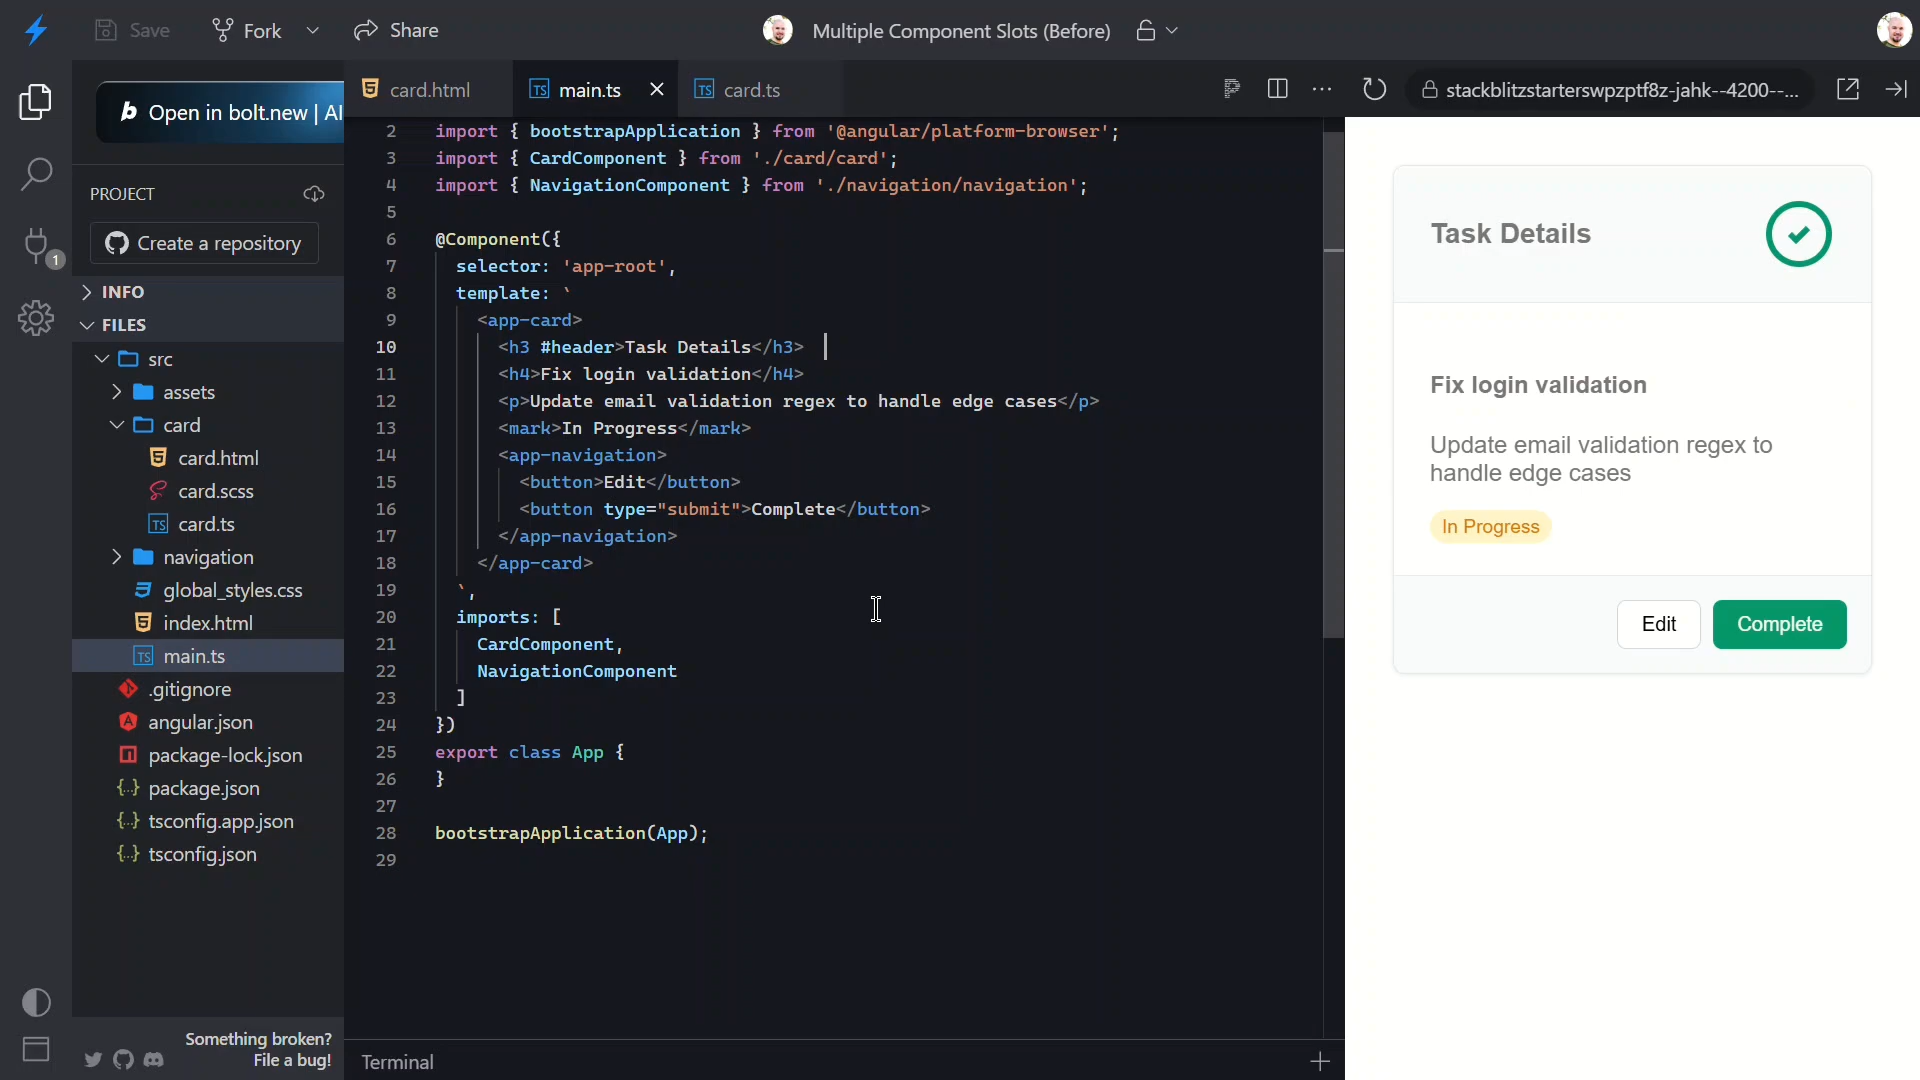 Save
Fork
Share
Multiple Component Slots (Before)
Open in bolt.new | AI
card.html
main.ts
card.ts
stackblitzstarterswpzptf8z-jahk--4200--...
PROJECT
Create a repository
1
INFO
FILES
src
assets
card
card.html
card.scss
card.ts
navigation
global_styles.css
index.html
main.ts
.gitignore
angular.json
package-lock.json
package.json
tsconfig.app.json
tsconfig.json
Something broken?
File a bug!
2 import { bootstrapApplication } from '@angular/platform-browser';
3 import { CardComponent } from './card/card';
4 import { NavigationComponent } from './navigation/navigation';
5
6 @Component({
7 selector: 'app-root',
8 template: `
9 <app-card>
10 <h3 #header>Task Details</h3>
11 <h4>Fix login validation</h4>
12 <p>Update email validation regex to handle edge cases</p>
13 <mark>In Progress</mark>
14 <app-navigation>
15 <button>Edit</button>
16 <button type="submit">Complete</button>
17 </app-navigation>
18 </app-card>
19 `,
20 imports: [
21 CardComponent,
22 NavigationComponent
23 ]
24 })
25 export class App {
26 }
27
28 bootstrapApplication(App);
29
Terminal
Task Details
Fix login validation
Update email validation regex to
handle edge cases
In Progress
Edit
Complete